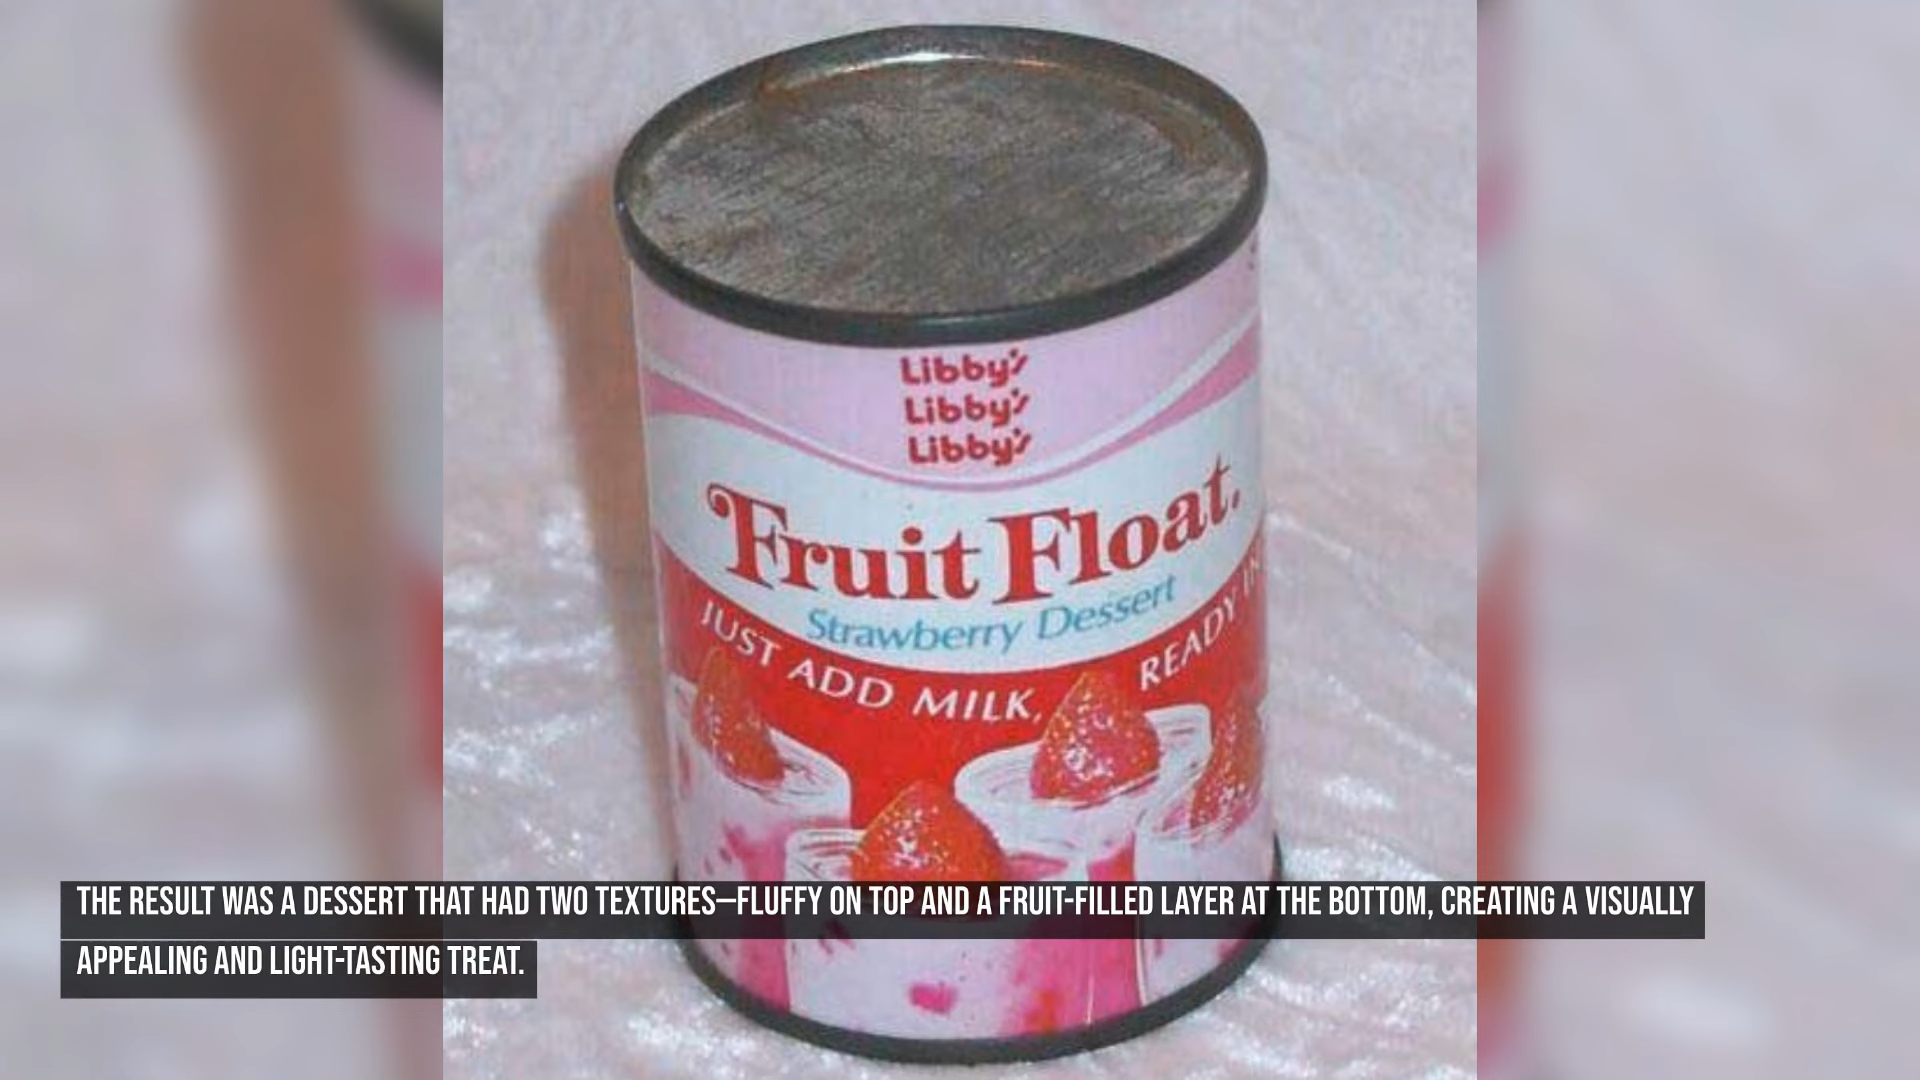 Libby's
Libby's
Libby's
Fruit Float.
Strawberry Dessert
JUST ADD MILK, READY IN
THE RESULT WAS A DESSERT THAT HAD TWO TEXTURES—FLUFFY ON TOP AND A FRUIT-FILLED LAYER AT THE BOTTOM, CREATING A VISUALLY
APPEALING AND LIGHT-TASTING TREAT.